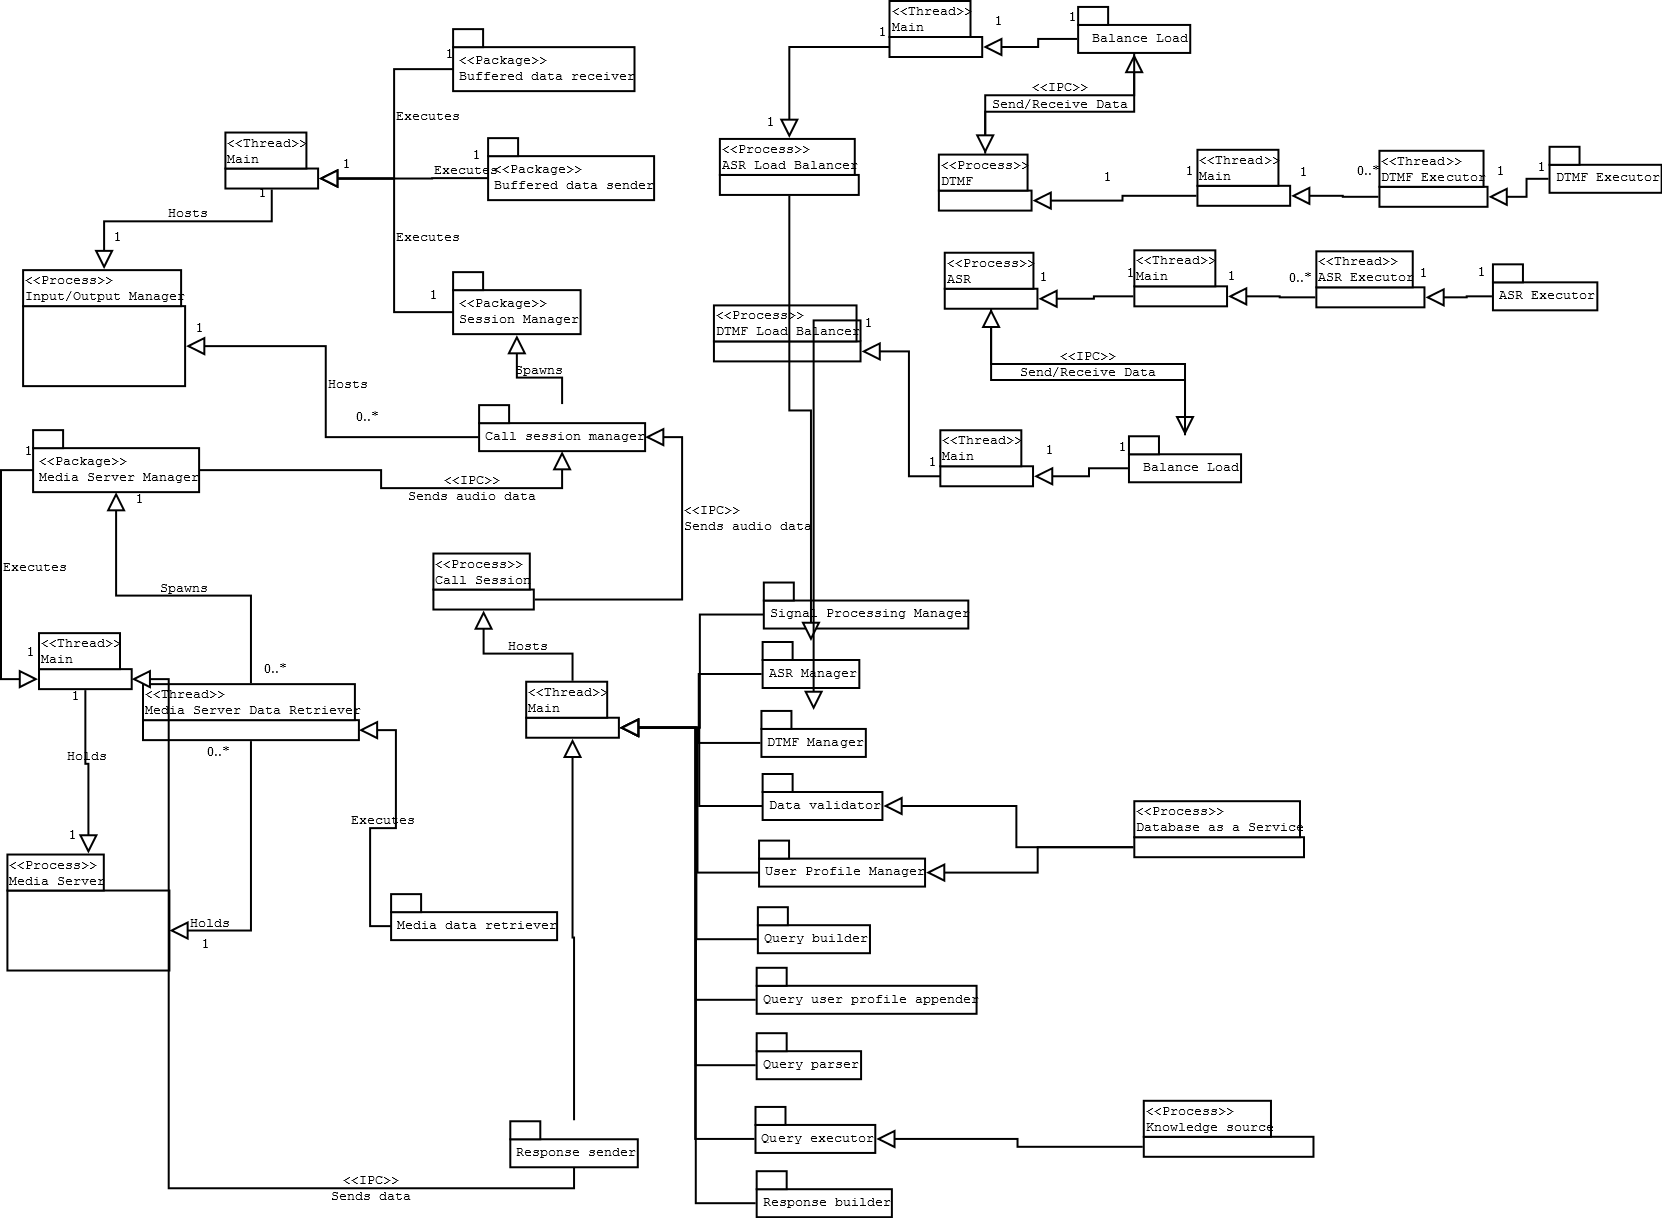 <<Package>>
Buffered data receiver
1
Executes
<<Thread>>
Main
1
1
<<Package>>
Buffered data sender
1
Executes
Executes
Hosts
1
<<Process>>
Input/Output Manager
1
<<Package>>
Session Manager
1
Spawns
Hosts
0..*
Call session manager
<<Package>>
Media Server Manager
1
1
<<IPC>>
Sends audio data
<<IPC>>
Sends audio data
Executes
Spawns
<<Process>>
Call Session
Hosts
<<Thread>>
Main
1
1
0..*
<<Thread>>
Media Server Data Retriever
0..*
Holds
1
<<Process>>
Media Server
Holds
1
Executes
Media data retriever
<<Thread>>
Main
Response sender
<<IPC>>
Sends data
<<Thread>>
Main
1
1
1
Balance Load
<<IPC>>
Send/Receive Data
1
<<Process>>
ASR Load Balancer
<<Process>>
DTMF
1
1
<<Thread>>
Main
1
0..*
<<Thread>>
DTMF Executor
1
1
DTMF Executor
<<Process>>
ASR
1
1
<<Thread>>
Main
1
0..*
<<Thread>>
ASR Executor
1
1
ASR Executor
<<Process>>
DTMF Load Balancer
1
<<IPC>>
Send/Receive Data
<<Thread>>
Main
1
1
1
Balance Load
Signal Processing Manager
ASR Manager
DTMF Manager
Data validator
<<Process>>
Database as a Service
User Profile Manager
Query builder
Query user profile appender
Query parser
Query executor
<<Process>>
Knowledge source
Response builder